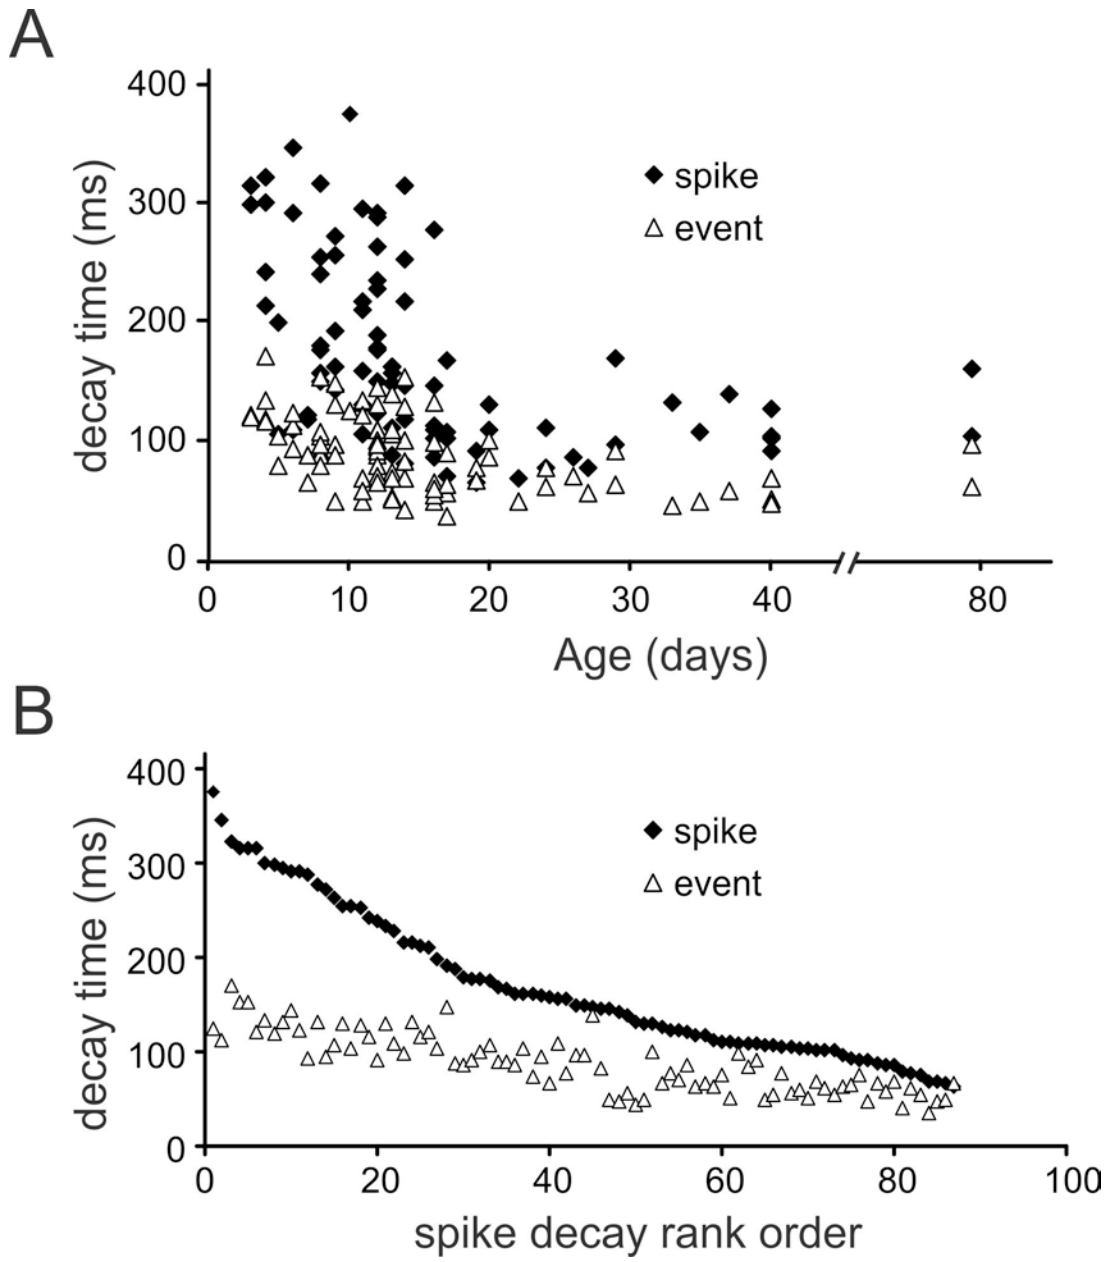 A
400
300
200
100
0
decay time (ms)
spike
event
0 10 20 30 40 80
Age (days)
B
400
300
200
100
0
decay time (ms)
spike
event
0 20 40 60 80 100
spike decay rank order